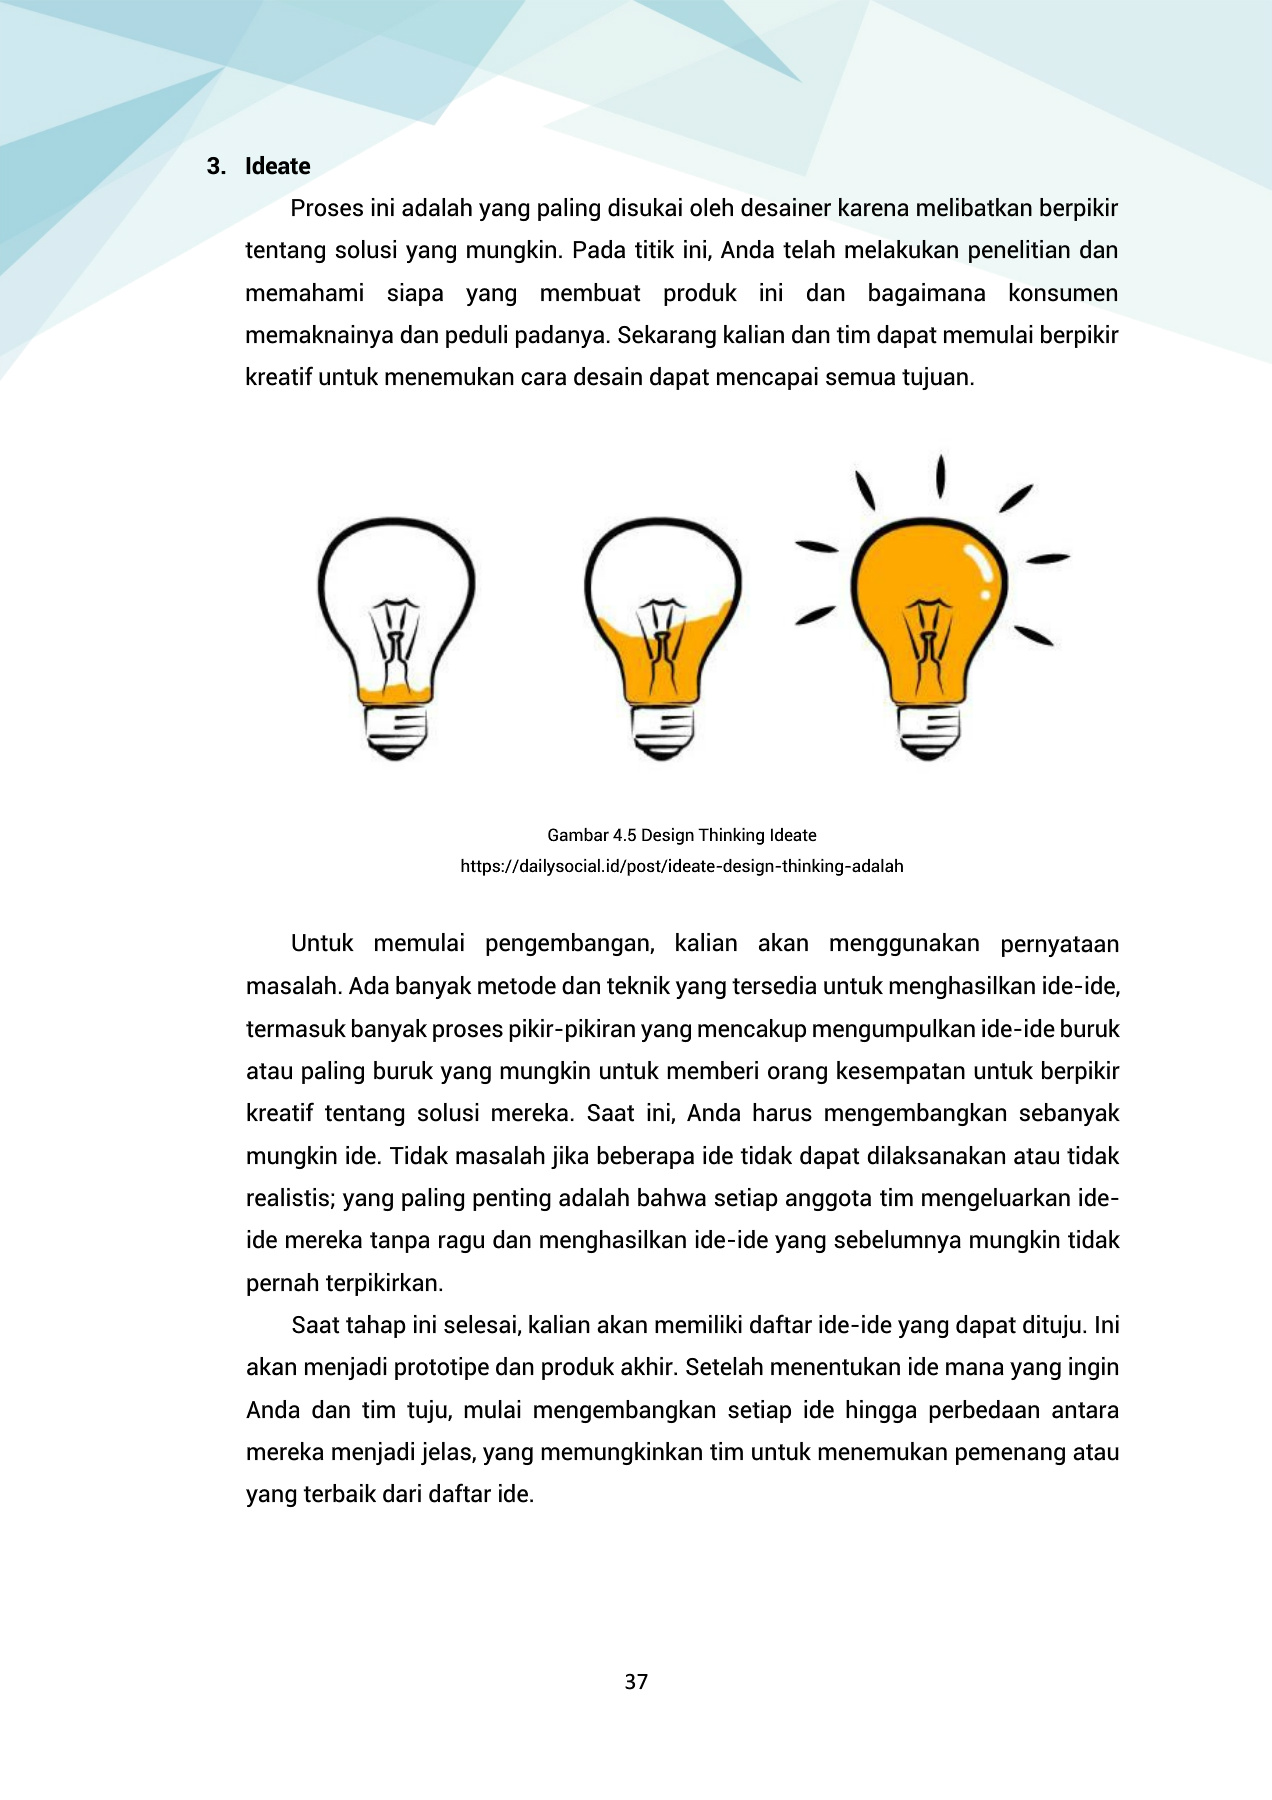 3. Ideate
Proses ini adalah yang paling disukai oleh desainer karena melibatkan berpikir
tentang solusi yang mungkin. Pada titik ini, Anda telah melakukan penelitian dan
memahami siapa yang membuat produk ini dan bagaimana konsumen
memaknainya dan peduli padanya. Sekarang kalian dan tim dapat memulai berpikir
kreatif untuk menemukan cara desain dapat mencapai semua tujuan.
Gambar 4.5 Design Thinking Ideate
https://dailysocial.id/post/ideate-design-thinking-adalah
Untuk memulai pengembangan, kalian akan menggunakan pernyataan
masalah. Ada banyak metode dan teknik yang tersedia untuk menghasilkan ide-ide,
termasuk banyak proses pikir-pikiran yang mencakup mengumpulkan ide-ide buruk
atau paling buruk yang mungkin untuk memberi orang kesempatan untuk berpikir
kreatif tentang solusi mereka. Saat ini, Anda harus mengembangkan sebanyak
mungkin ide. Tidak masalah jika beberapa ide tidak dapat dilaksanakan atau tidak
realistis; yang paling penting adalah bahwa setiap anggota tim mengeluarkan ide-
ide mereka tanpa ragu dan menghasilkan ide-ide yang sebelumnya mungkin tidak
pernah terpikirkan.
Saat tahap ini selesai, kalian akan memiliki daftar ide-ide yang dapat dituju. Ini
akan menjadi prototipe dan produk akhir. Setelah menentukan ide mana yang ingin
Anda dan tim tuju, mulai mengembangkan setiap ide hingga perbedaan antara
mereka menjadi jelas, yang memungkinkan tim untuk menemukan pemenang atau
yang terbaik dari daftar ide.
37